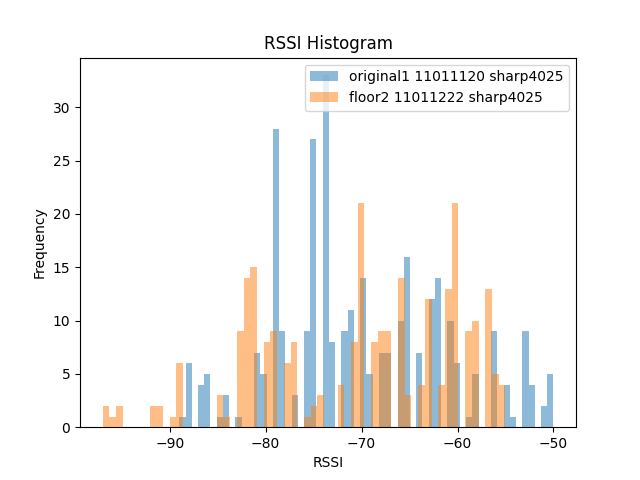 RSSI Histogram
original1 11011120 sharp4025
floor2 11011222 sharp4025
Frequency
30
25
20
15
10
5
0
−90 −80 −70 −60 −50
RSSI